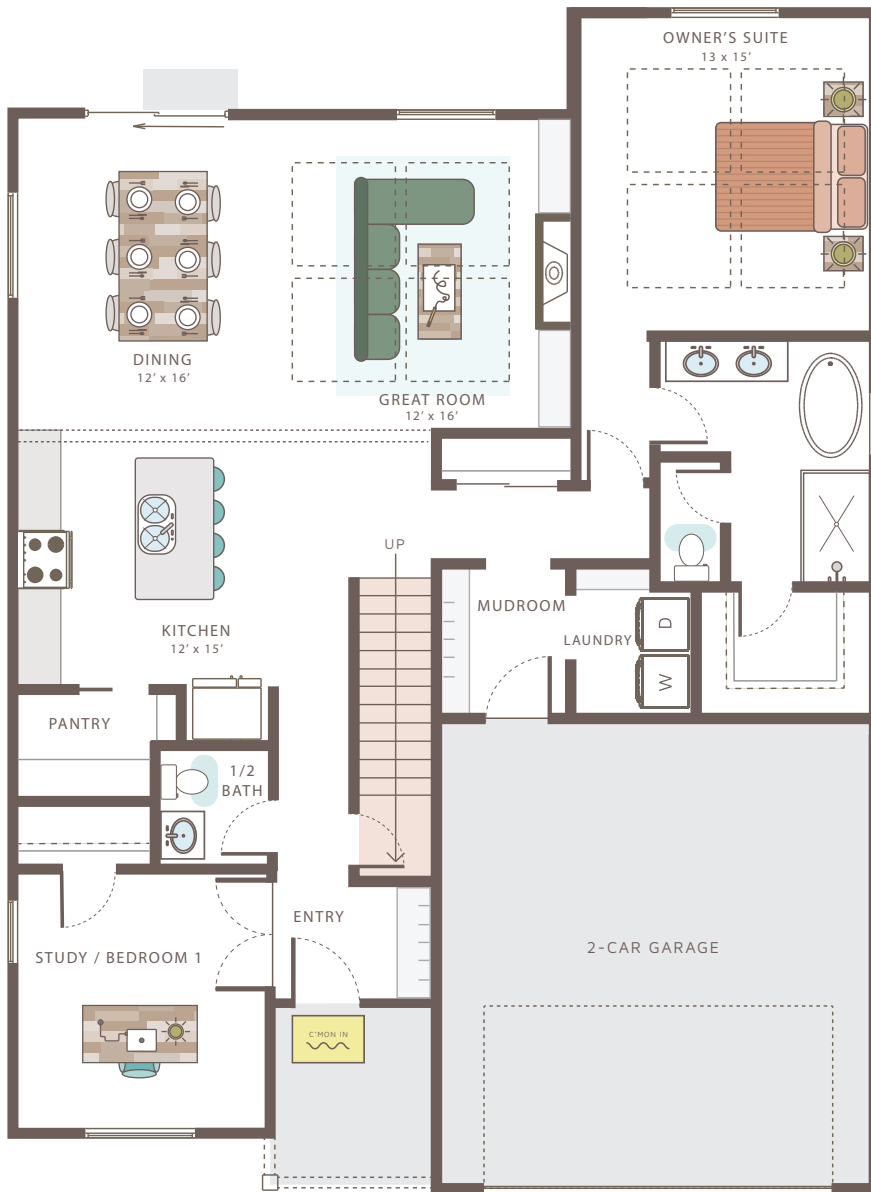 OWNER’S SUITE
13 x 15’
DINING
12’ x 16’
GREAT ROOM
12’ x 16’
UP
KITCHEN
12’ x 15’
MUDROOM
LAUNDRY
D
W
PANTRY
1/2
BATH
ENTRY
STUDY / BEDROOM 1
2-CAR GARAGE
C'MON IN